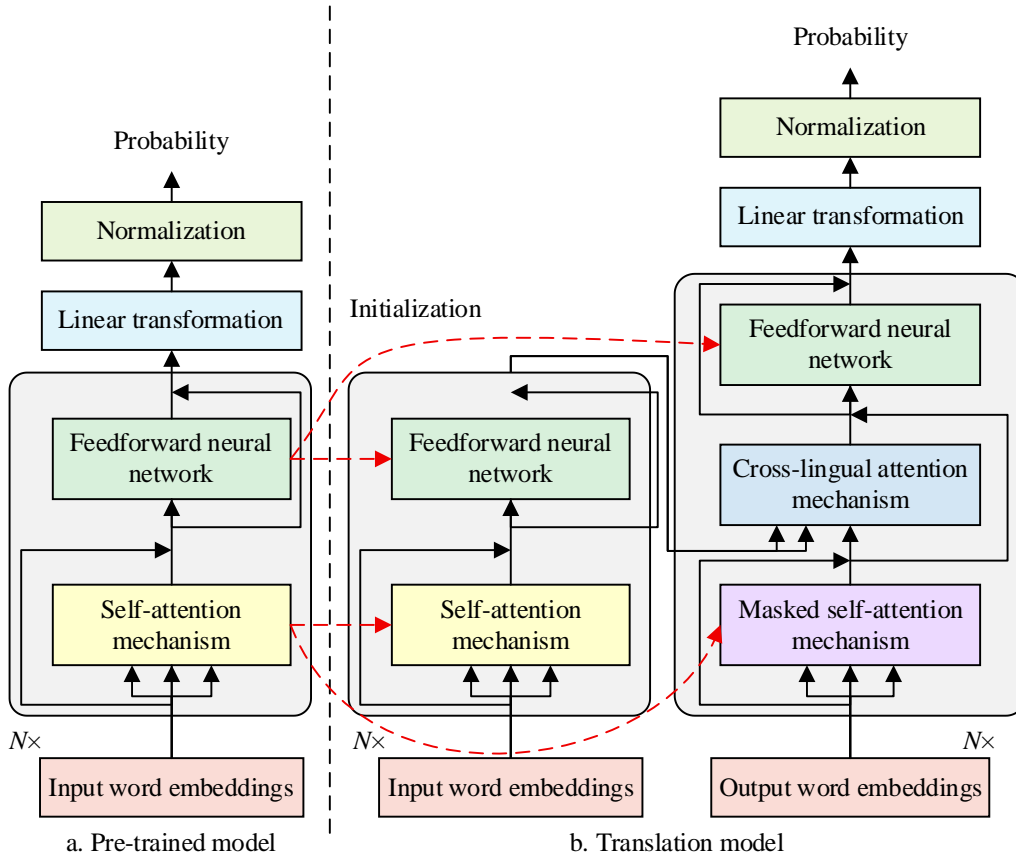 Probability
Normalization
Linear transformation
Feedforward neural
network
Self-attention
mechanism
N×
Input word embeddings
a. Pre-trained model
Initialization
Feedforward neural
network
Self-attention
mechanism
N×
Input word embeddings
Probability
Normalization
Linear transformation
Feedforward neural
network
Cross-lingual attention
mechanism
Masked self-attention
mechanism
N×
Output word embeddings
b. Translation model